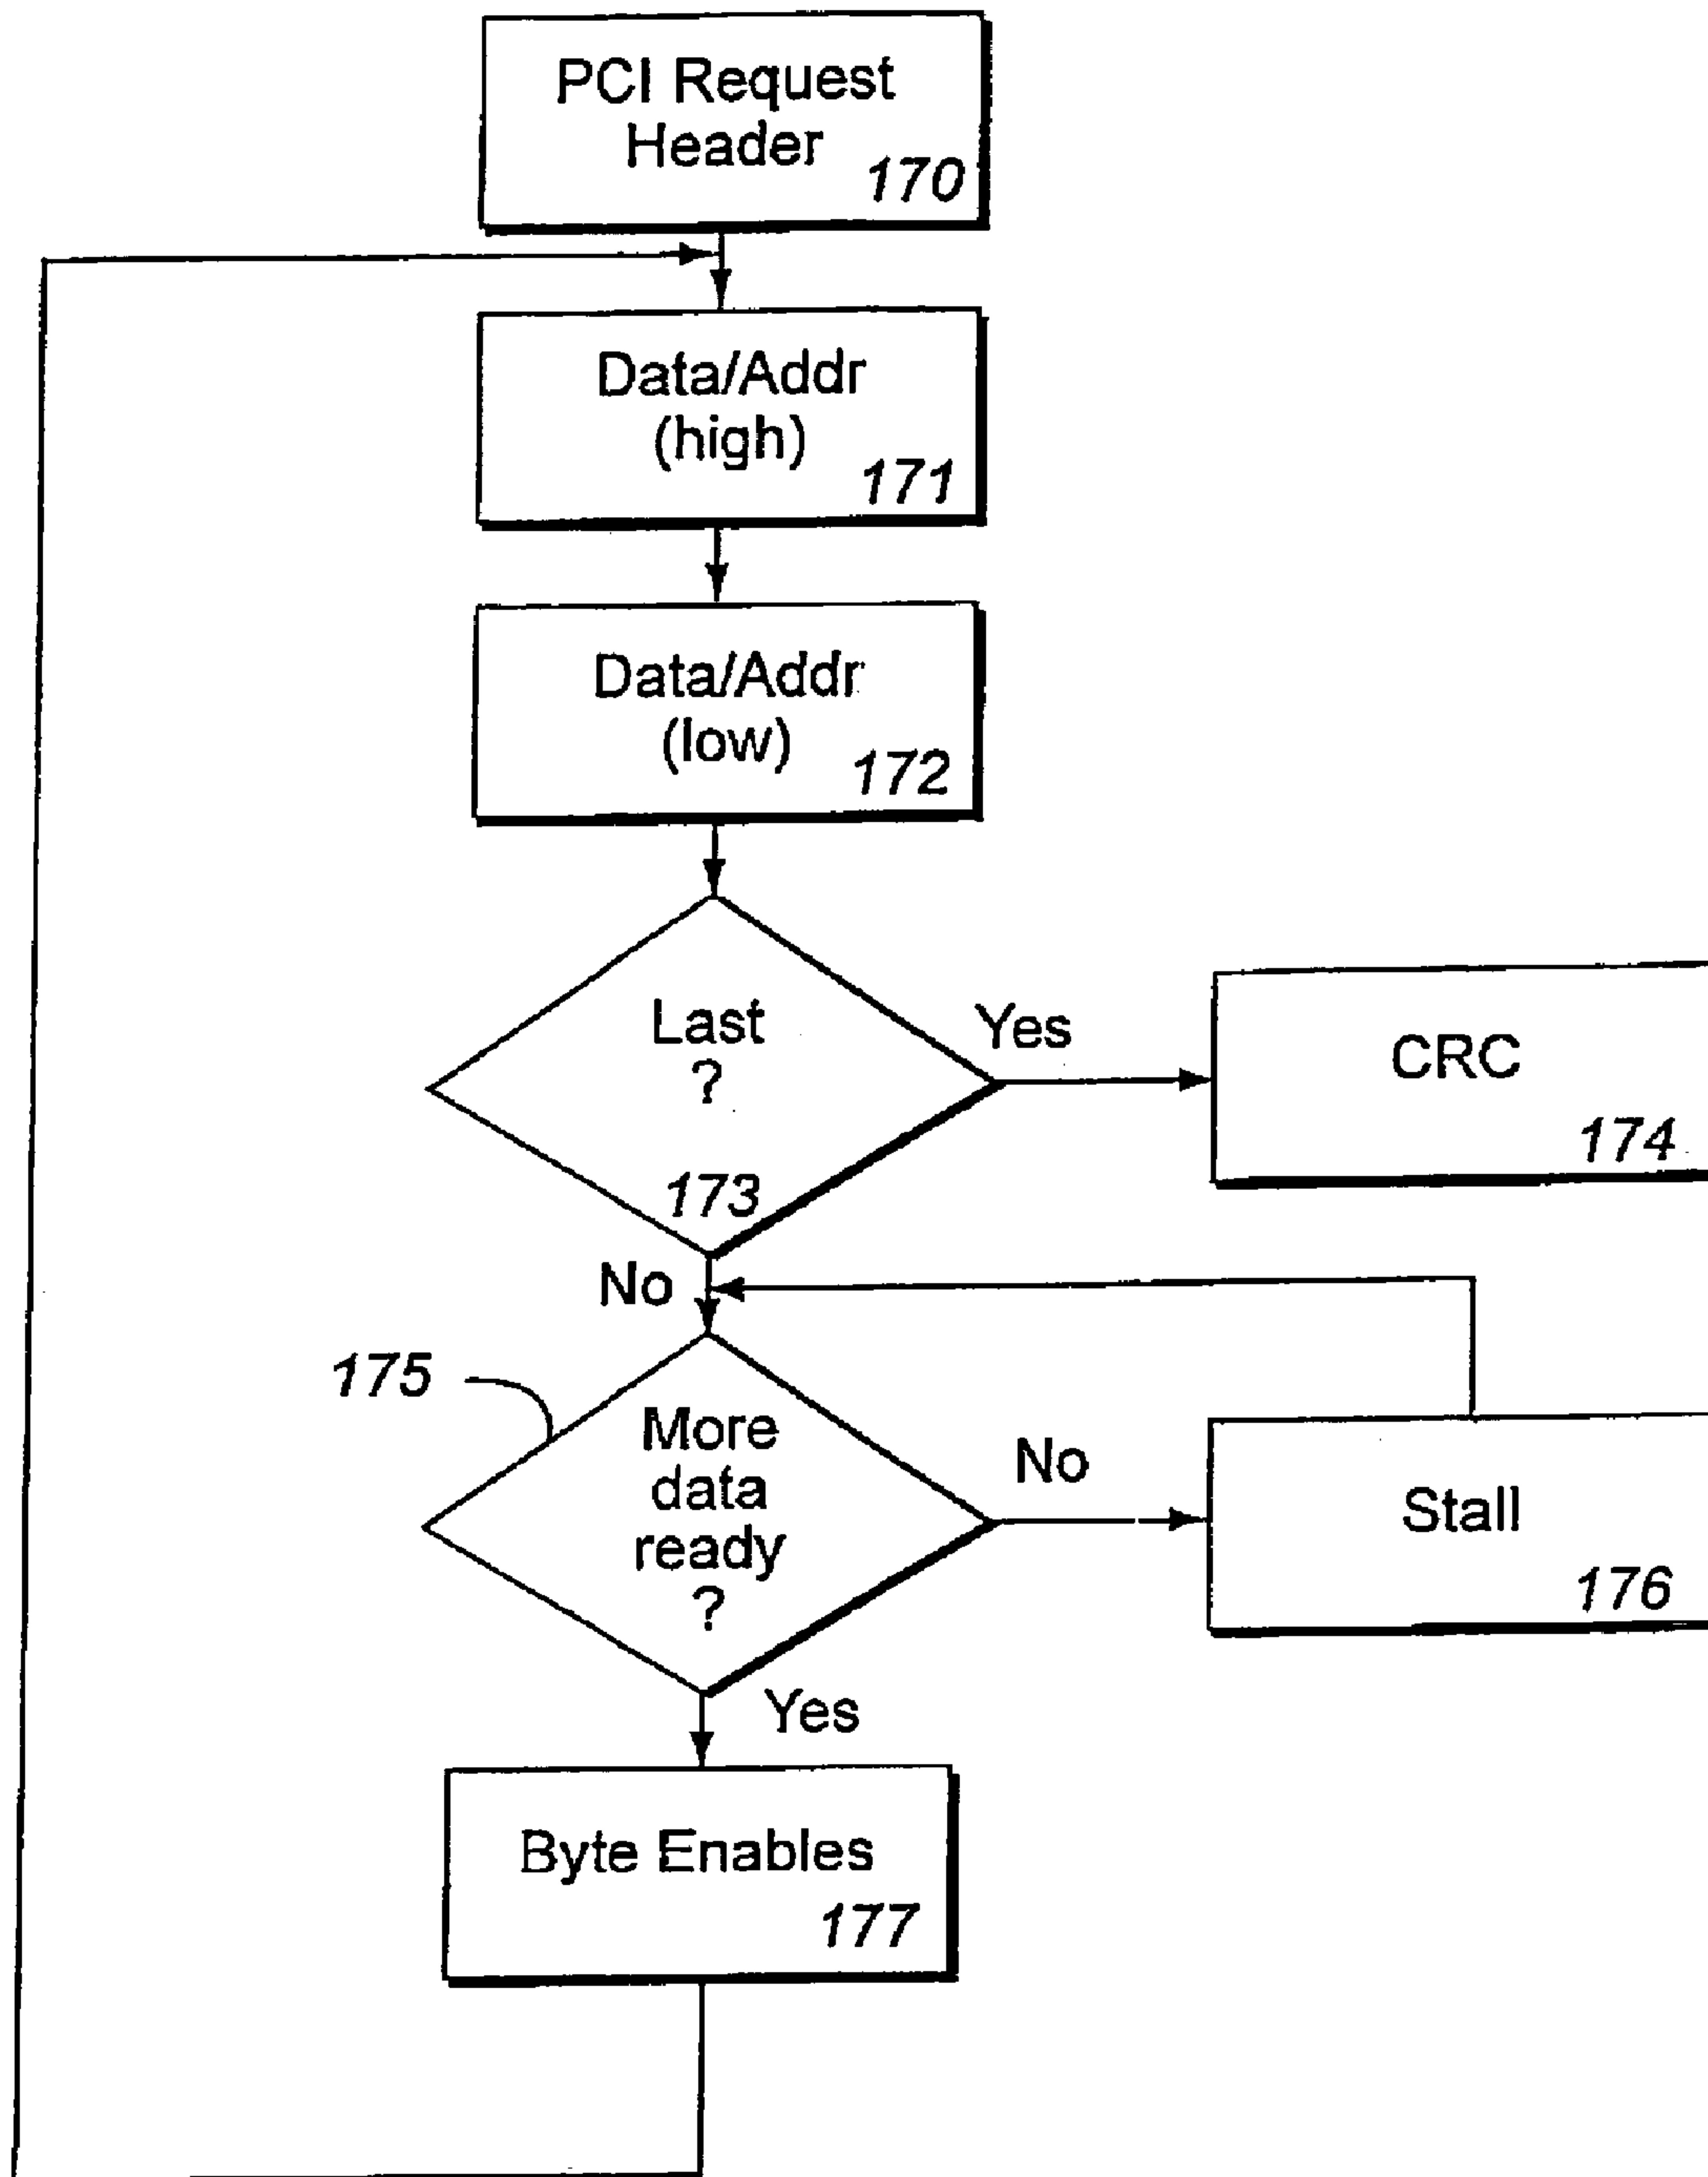 PCI Request
Header
170
Data/Addr
(high)
171
Data/Addr
(low)
172
Last
?
173
Yes
CRC
174
No
175
More
data
ready
?
No
Stall
176
Yes
Byte Enables
177